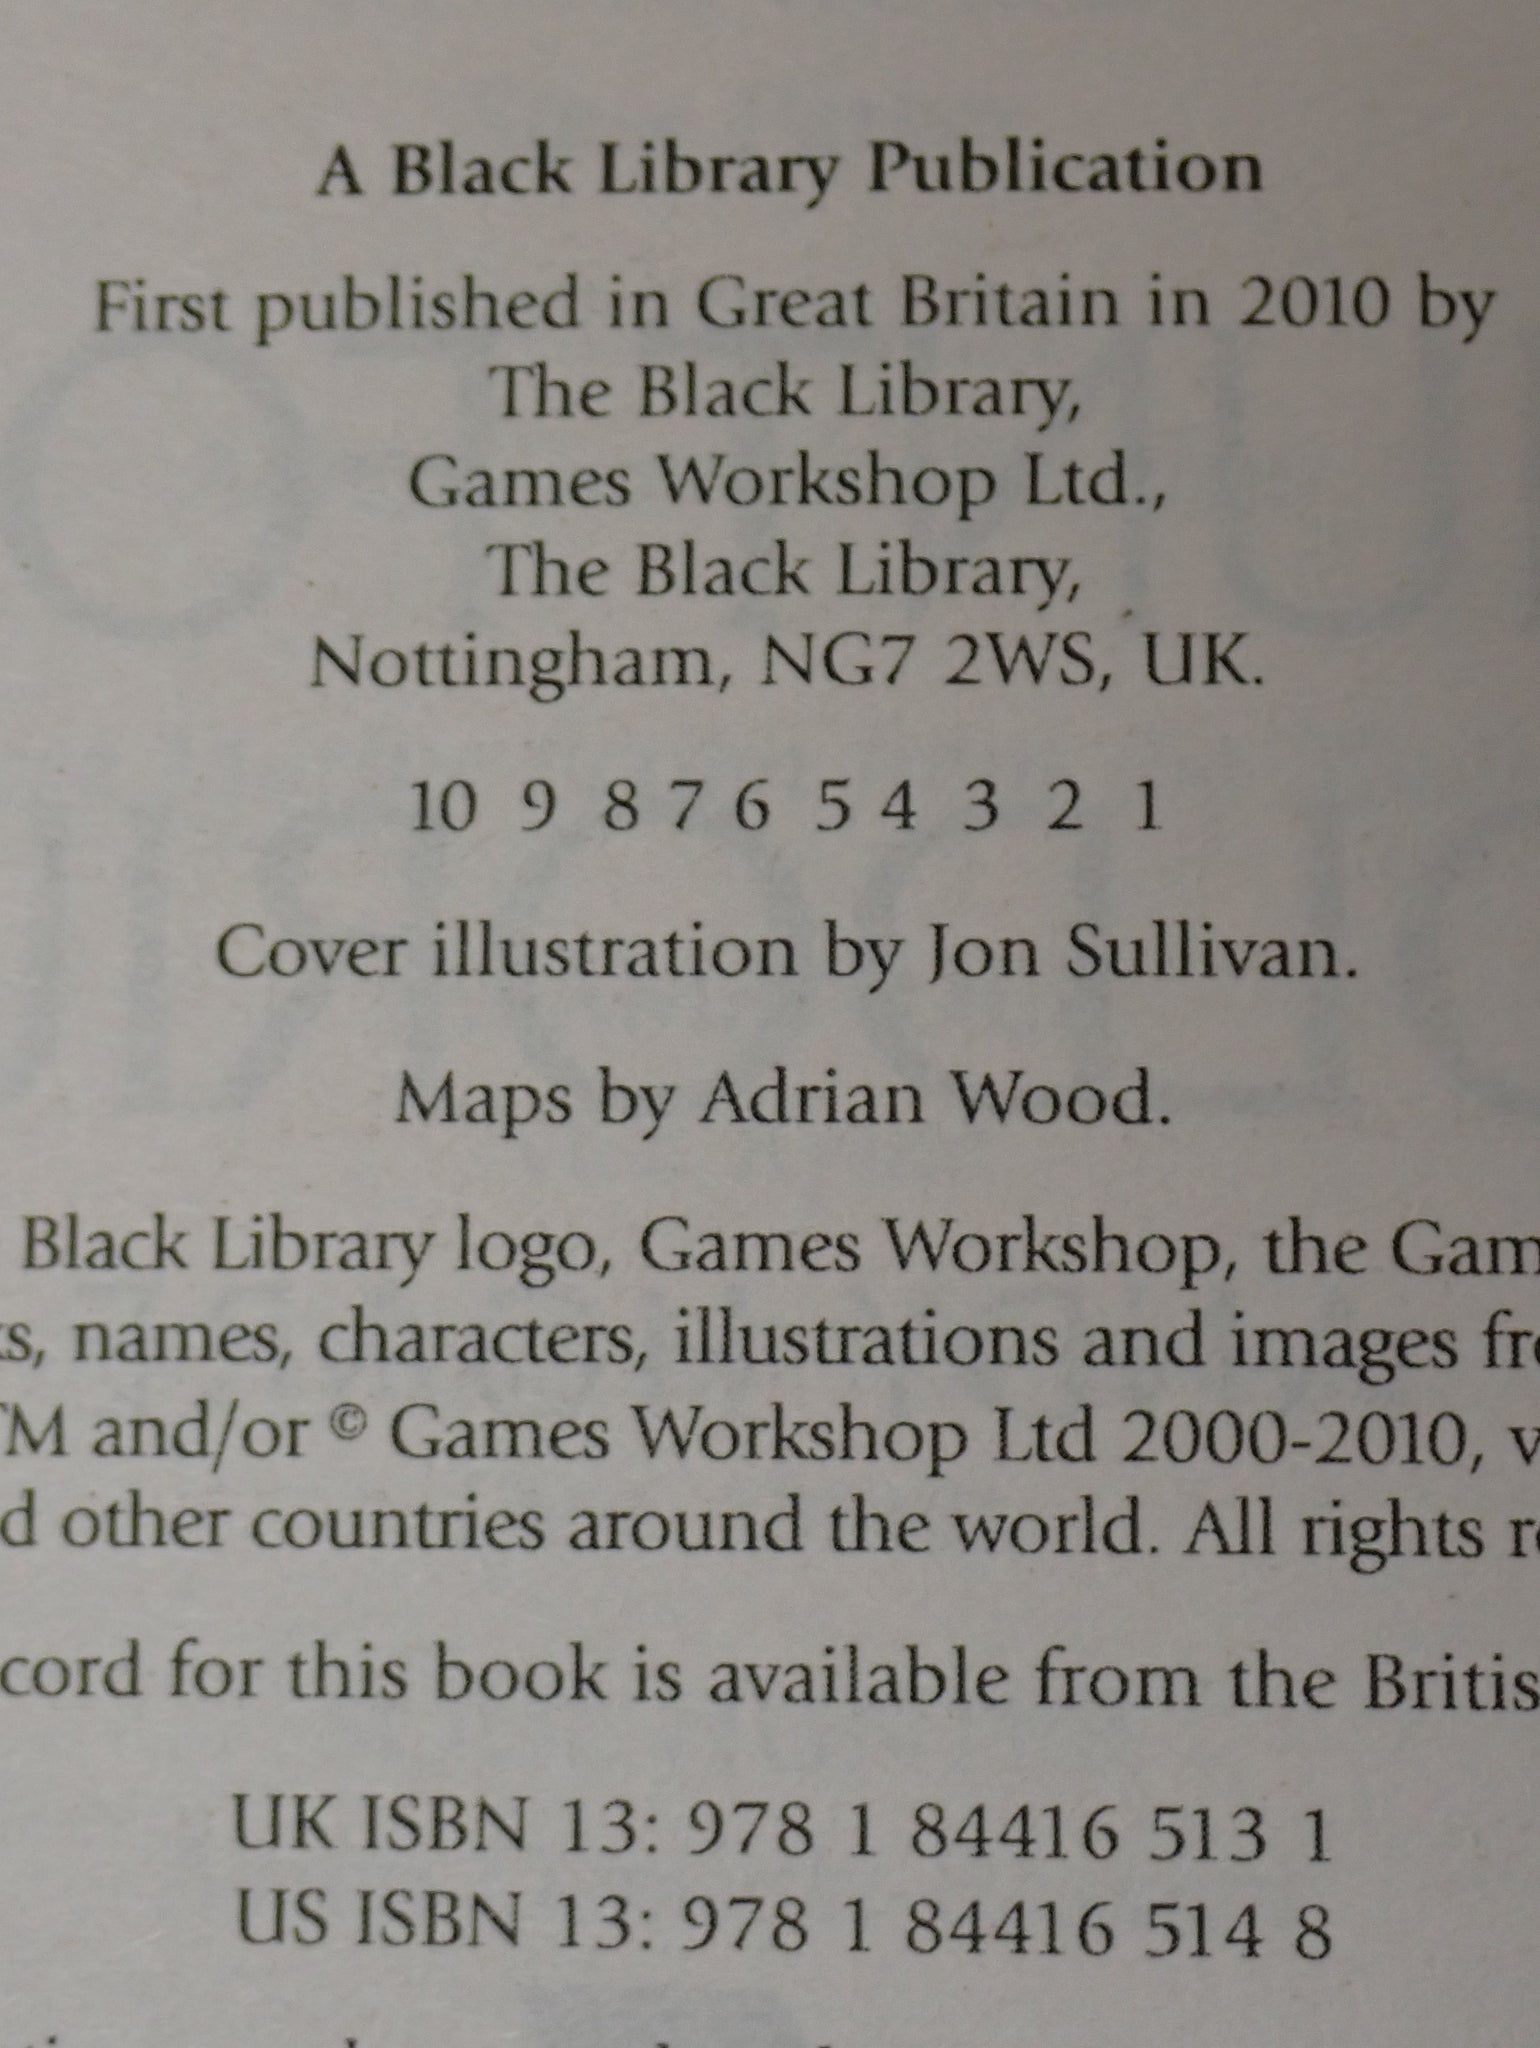 A Black Library Publication
First published in Great Britain in 2010 by
The Black Library,
Games Workshop Ltd.,
The Black Library,
Nottingham, NG7 2WS, UK.
10 9 8 7 6 5 4 3 2 1
Cover illustration by Jon Sullivan.
Maps by Adrian Wood.
Black Library logo, Games Workshop, the Gam
s, names, characters, illustrations and images fro
TM and/or © Games Workshop Ltd 2000-2010, v
d other countries around the world. All rights re
cord for this book is available from the Britis
UK ISBN 13: 978 1 84416 513 1
US ISBN 13: 978 1 84416 514 8